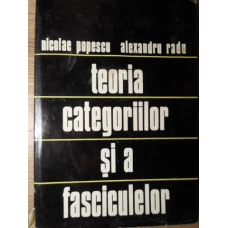 nicolae popescu alexandru radu
teoria
categoriilor
și a
fasciculelor